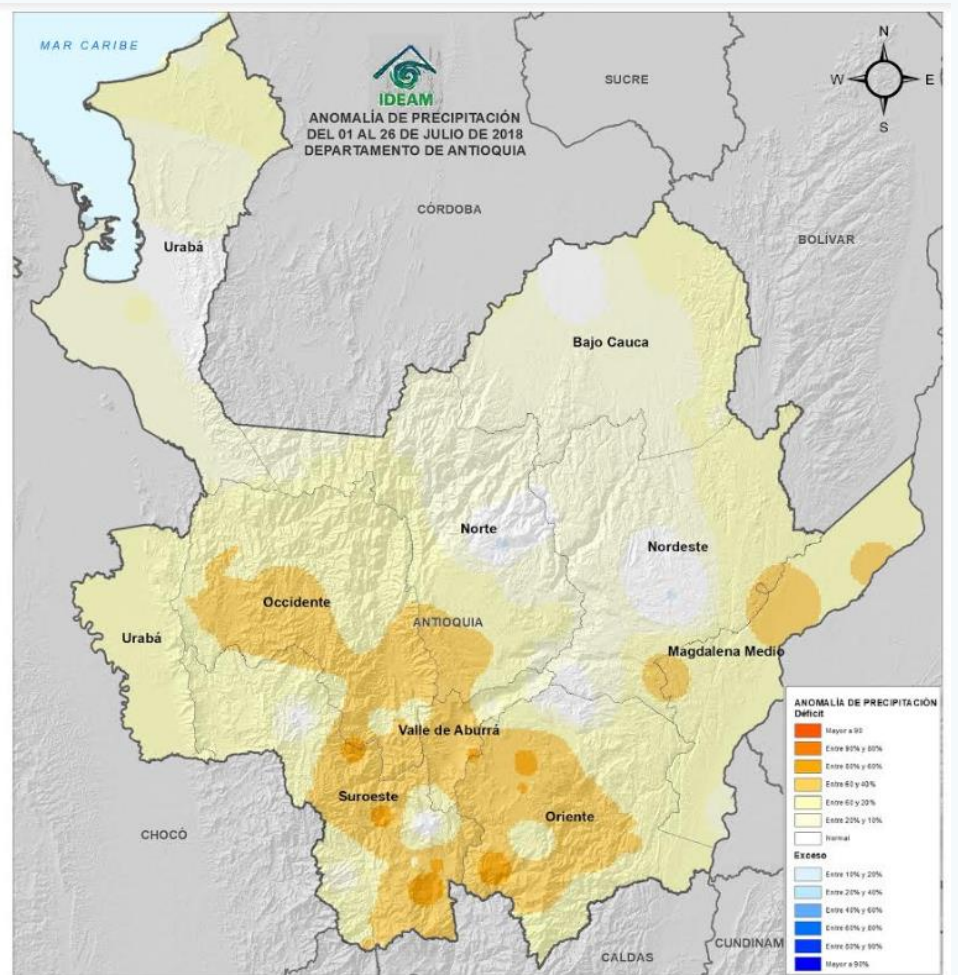 MAR CARIBE
N
W
E
S
SUCRE
IDEAM
ANOMALÍA DE PRECIPITACIÓN
DEL 01 AL 26 DE JULIO DE 2018
DEPARTAMENTO DE ANTIOQUIA
CÓRDOBA
BOLÍVAR
Urabá
Bajo Cauca
Norte
Nordeste
Occidente
ANTIOQUIA
Urabá
Magdalena Medio
Valle de Aburrá
Suroeste
Oriente
CHOCÓ
CALDAS
CUNDINAM
ANOMALÍA DE PRECIPITACIÓN
Déficit
Mayor a 90
Entre 90% y 80%
Entre 80% y 60%
Entre 60 y 40%
Entre 60 y 20%
Entre 20% y 10%
Normal
Exceso
Entre 10% y 20%
Entre 20% y 40%
Entre 40% y 60%
Entre 60% y 80%
Entre 80% y 90%
Mayor a 90%